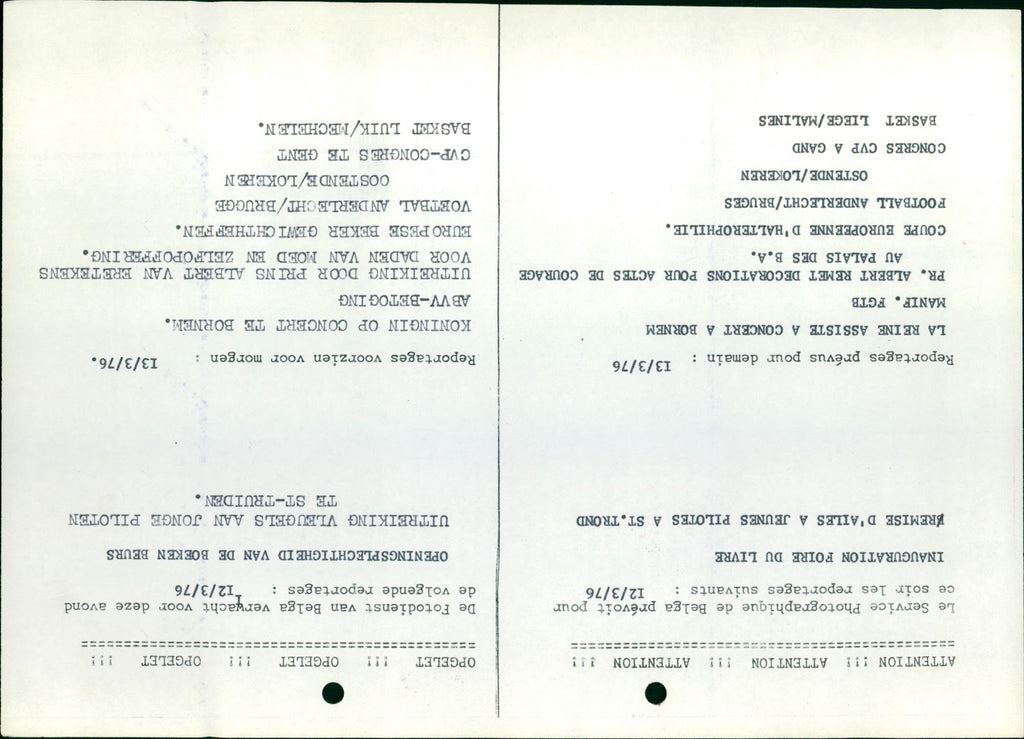 ATTENTION !!! ATTENTION !!! ATTENTION !!!
==========================================
Le Service Photographique de Belga prévoit pour
ce soir les reportages suivants : 12/3/76
INAUGURATION FOIRE DU LIVRE
REMISE D'AILES A JEUNES PILOTES A ST.TROND
Reportages prévus pour demain : 13/3/76
LA REINE ASSISTE A CONCERT A BORNEM
MANIF. FGTB
PR. ALBERT REMET DECORATIONS POUR ACTES DE COURAGE
AU PALAIS DES B.A.
COUPE EUROPEENNE D'HALTEROPHILIE.
FOOTBALL ANDERLECHT/BRUGES
OSTENDE/LOKEREN
CONGRES CVP A GAND
BASKET LIEGE/MALINES
OPGELET !!! OPGELET !!! OPGELET !!!
==========================================
De Fotodienst van Belga verwacht voor deze avond
de volgende reportages : 12/3/76
OPENINGSPLECHTIGHEID VAN DE BOEKEN BEURS
UITREIKING VLEUGELS AAN JONGE PILOTEN
TE ST-TRUIDEN.
Reportages voorzien voor morgen : 13/3/76.
KONINGIN OP CONCERT TE BORNEM.
ABVV-BETOGING
UITREIKING DOOR PRINS ALBERT VAN ERETEKENS
VOOR DADEN VAN MOED EN ZELFOPOFFERING.
EUROPESE BEKER GEWICHTHEFFEN.
VOETBAL ANDERLECHT/BRUGGE
OOSTENDE/LOKEREN
CVP-CONGRES TE GENT
BASKET LUIK/MECHELEN.